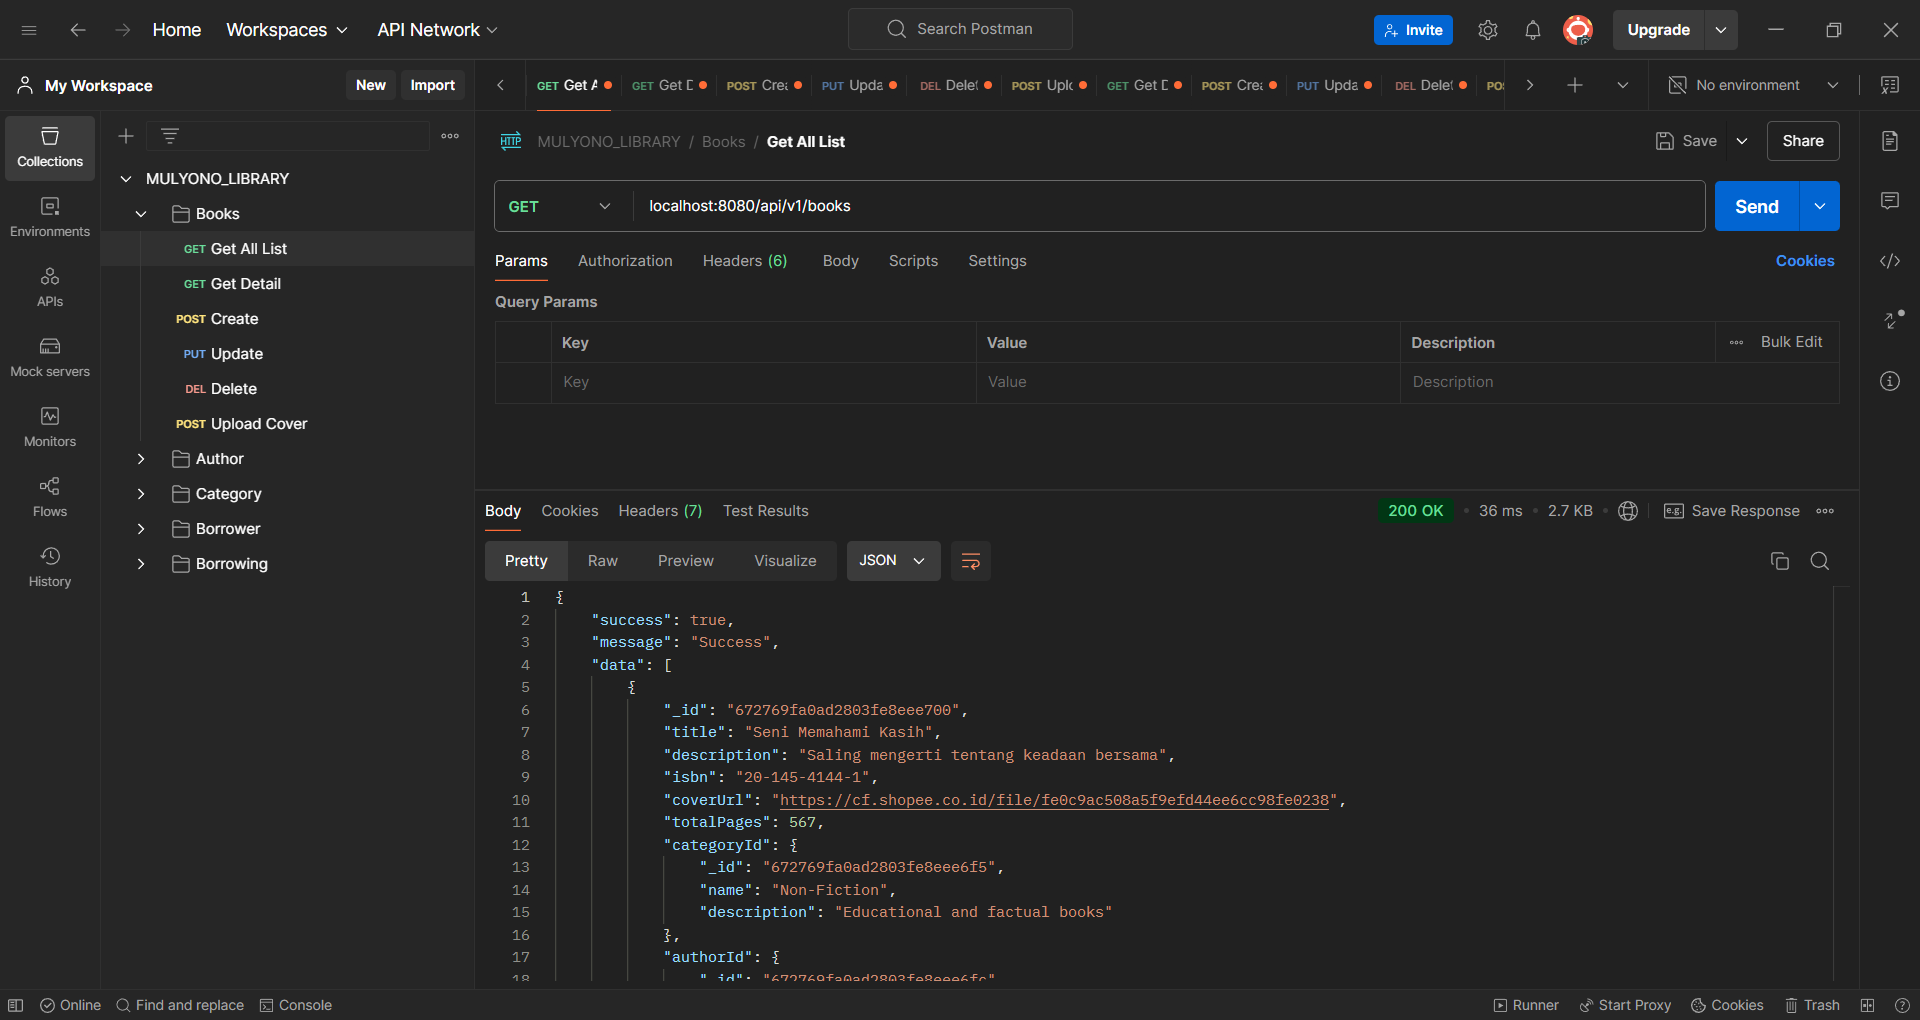 Home Workspaces API Network Search Postman Invite Upgrade
My Workspace New Import
GET Get A GET Get D POST Cre PUT Upda DEL Delet POST Uplo GET Get D POST Cre PUT Upda DEL Delet PO No environment
Collections
Environments
APIs
Mock servers
Monitors
Flows
History
MULYONO_LIBRARY
Books
GET Get All List
GET Get Detail
POST Create
PUT Update
DEL Delete
POST Upload Cover
Author
Category
Borrower
Borrowing
HTTP MULYONO_LIBRARY / Books / Get All List Save Share
GET localhost:8080/api/v1/books Send
Params Authorization Headers (6) Body Scripts Settings Cookies
Query Params
Key Value Description Bulk Edit
Key Value Description
Body Cookies Headers (7) Test Results 200 OK 36 ms 2.7 KB e.g. Save Response
Pretty Raw Preview Visualize JSON
1 {
2 "success": true,
3 "message": "Success",
4 "data": [
5 {
6 "_id": "672769fa0ad2803fe8eee700",
7 "title": "Seni Memahami Kasih",
8 "description": "Saling mengerti tentang keadaan bersama",
9 "isbn": "20-145-4144-1",
10 "coverUrl": "https://cf.shopee.co.id/file/fe0c9ac508a5f9efd44ee6cc98fe0238",
11 "totalPages": 567,
12 "categoryId": {
13 "_id": "672769fa0ad2803fe8eee6f5",
14 "name": "Non-Fiction",
15 "description": "Educational and factual books"
16 },
17 "authorId": {
18 "_id": "672769fa0ad2803fe8eee6fc"
Online Find and replace Console Runner Start Proxy Cookies Trash